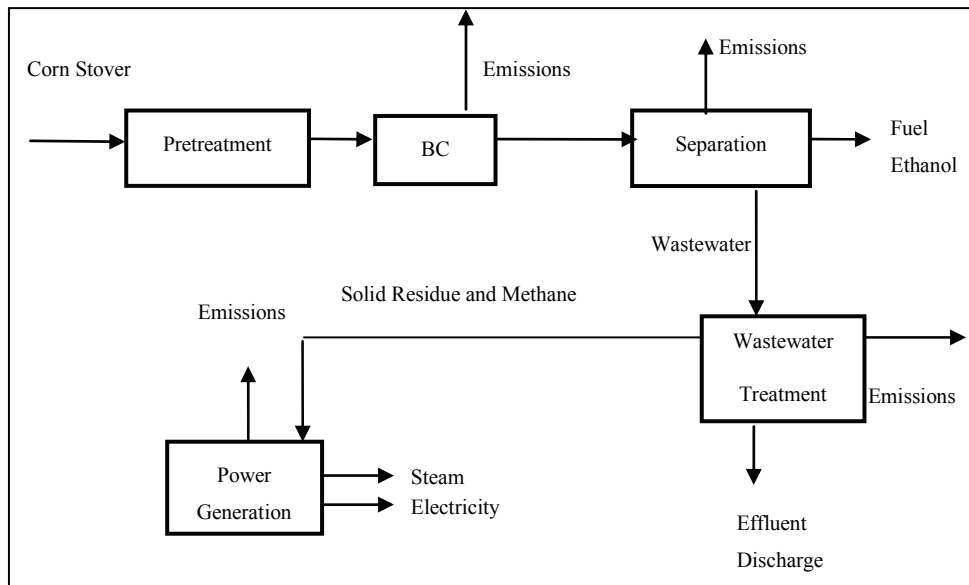 Emissions
Corn Stover
Emissions
Pretreatment
BC
Separation
Fuel
Ethanol
Wastewater
Solid Residue and Methane
Emissions
Wastewater
Treatment
Emissions
Power
Generation
Steam
Electricity
Effluent
Discharge